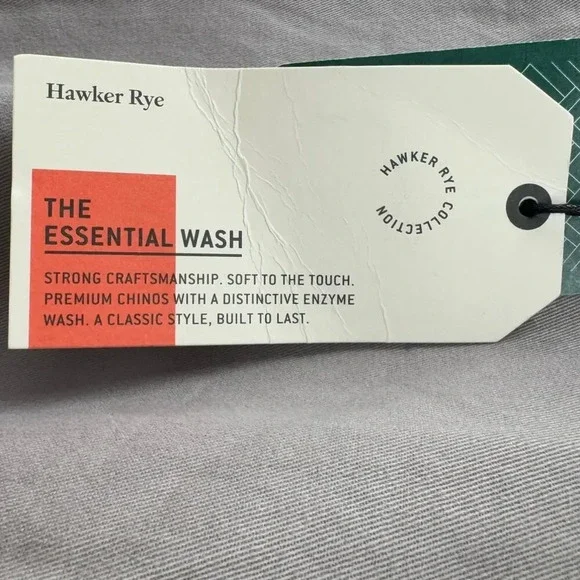 Hawker Rye
HAWKER RYE COLLECTION
THE
ESSENTIAL WASH
STRONG CRAFTSMANSHIP. SOFT TO THE TOUCH.
PREMIUM CHINOS WITH A DISTINCTIVE ENZYME
WASH. A CLASSIC STYLE, BUILT TO LAST.